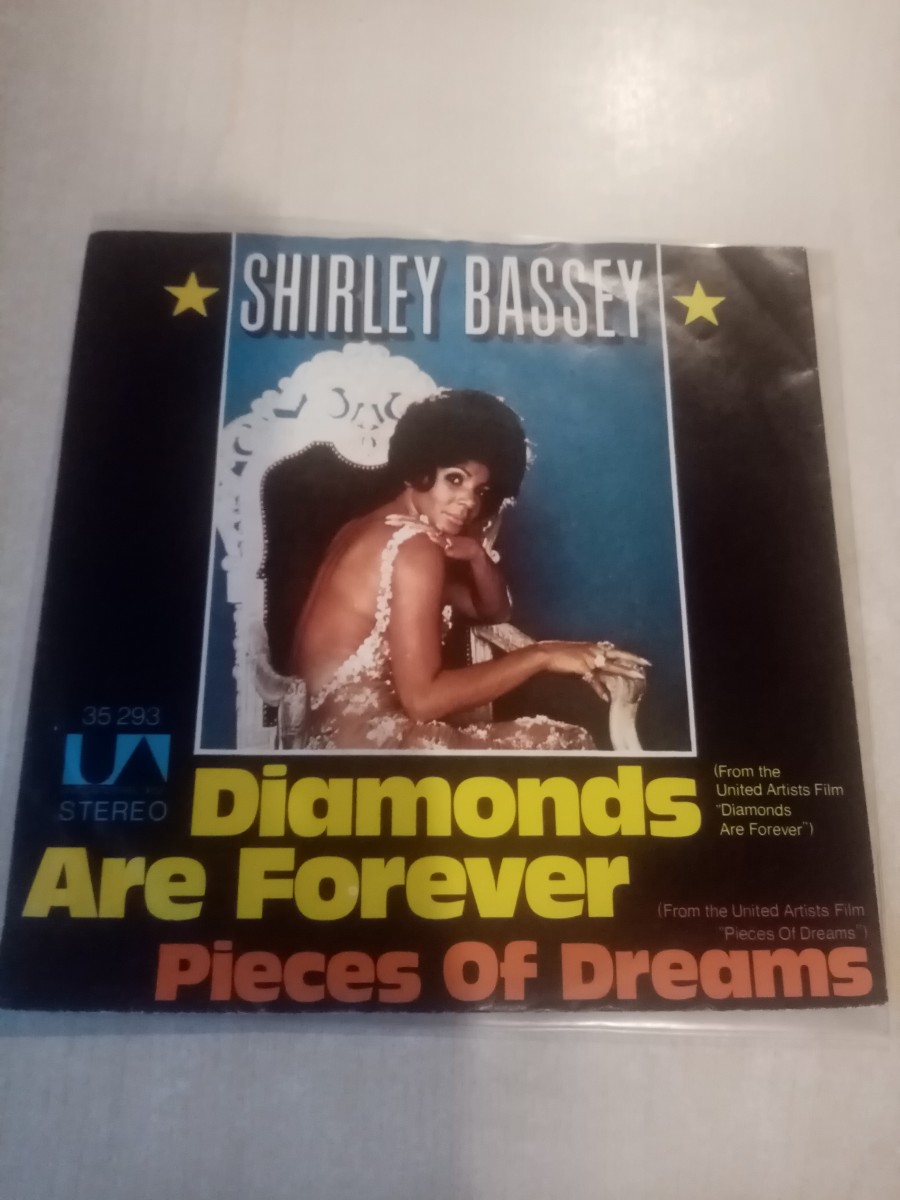 SHIRLEY BASSEY
35 293
UA
STEREO
Diamonds
Are Forever
(From the
United Artists Film
"Diamonds
Are Forever")
(From the United Artists Film
"Pieces Of Dreams")
Pieces Of Dreams